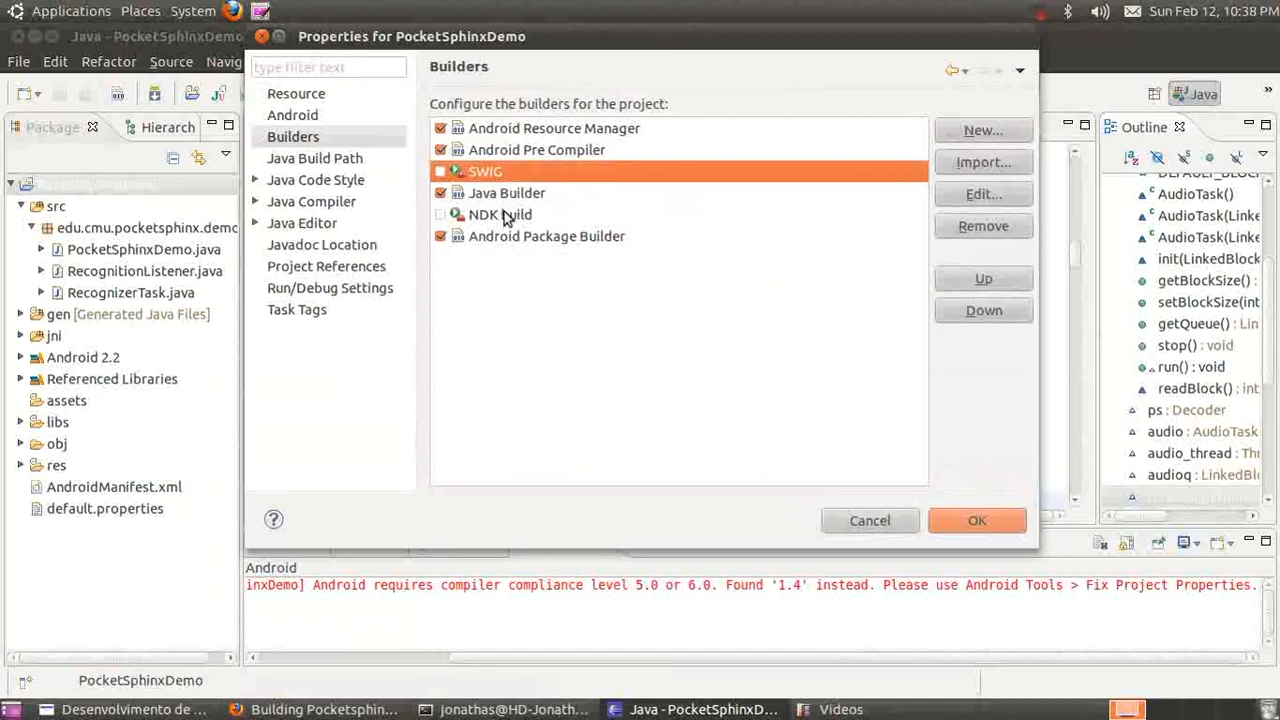 Applications Places System Sun Feb 12, 10:38 PM
Java - PocketSphinxDemo
Properties for PocketSphinxDemo
File Edit Refactor Source Navig
type filter text
Builders
Resource
Android
Builders
Java Build Path
Java Code Style
Java Compiler
Java Editor
Javadoc Location
Project References
Run/Debug Settings
Task Tags
Configure the builders for the project:
Android Resource Manager
Android Pre Compiler
SWIG
Java Builder
NDK build
Android Package Builder
New...
Import...
Edit...
Remove
Up
Down
Cancel
OK
Java
Package Hierarch
src
edu.cmu.pocketsphinx.demo
PocketSphinxDemo.java
RecognitionListener.java
RecognizerTask.java
gen [Generated Java Files]
jni
Android 2.2
Referenced Libraries
assets
libs
obj
res
AndroidManifest.xml
default.properties
Outline
DEFAULT_BLOC
AudioTask()
AudioTask(Linke
AudioTask(Linke
init(LinkedBlock
getBlockSize() :
setBlockSize(int
getQueue() : Lin
stop() : void
run() : void
readBlock() : int
ps : Decoder
audio : AudioTask
audio_thread : Thr
audioq : LinkedBlo
Android
inxDemo] Android requires compiler compliance level 5.0 or 6.0. Found '1.4' instead. Please use Android Tools > Fix Project Properties.
PocketSphinxDemo
Desenvolvimento de ... Building Pocketsphin... jonathas@HD-Jonatha... Java - PocketSphinxD... Videos